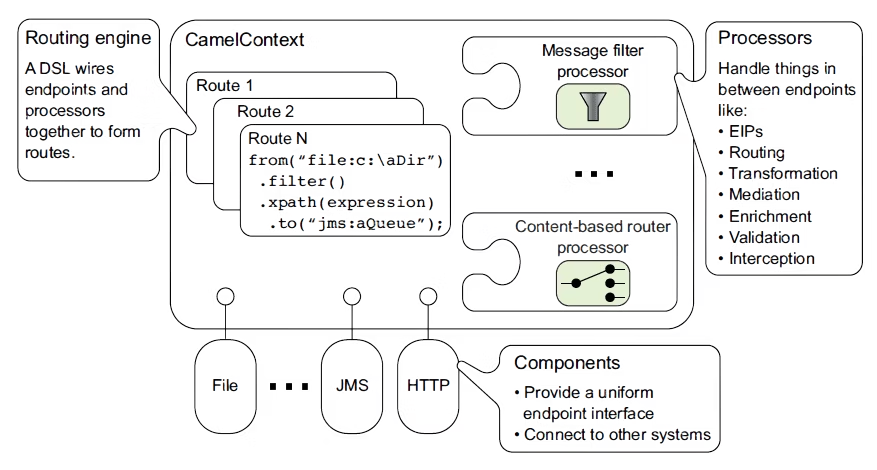 Routing engine
A DSL wires
endpoints and
processors
together to form
routes.
CamelContext
Route 1
Route 2
Route N
from(“file:c:\aDir”)
.filter()
.xpath(expression)
.to(“jms:aQueue”);
Message filter
processor
Content-based router
processor
Processors
Handle things in
between endpoints
like:
• EIPs
• Routing
• Transformation
• Mediation
• Enrichment
• Validation
• Interception
File
JMS
HTTP
Components
• Provide a uniform
endpoint interface
• Connect to other systems